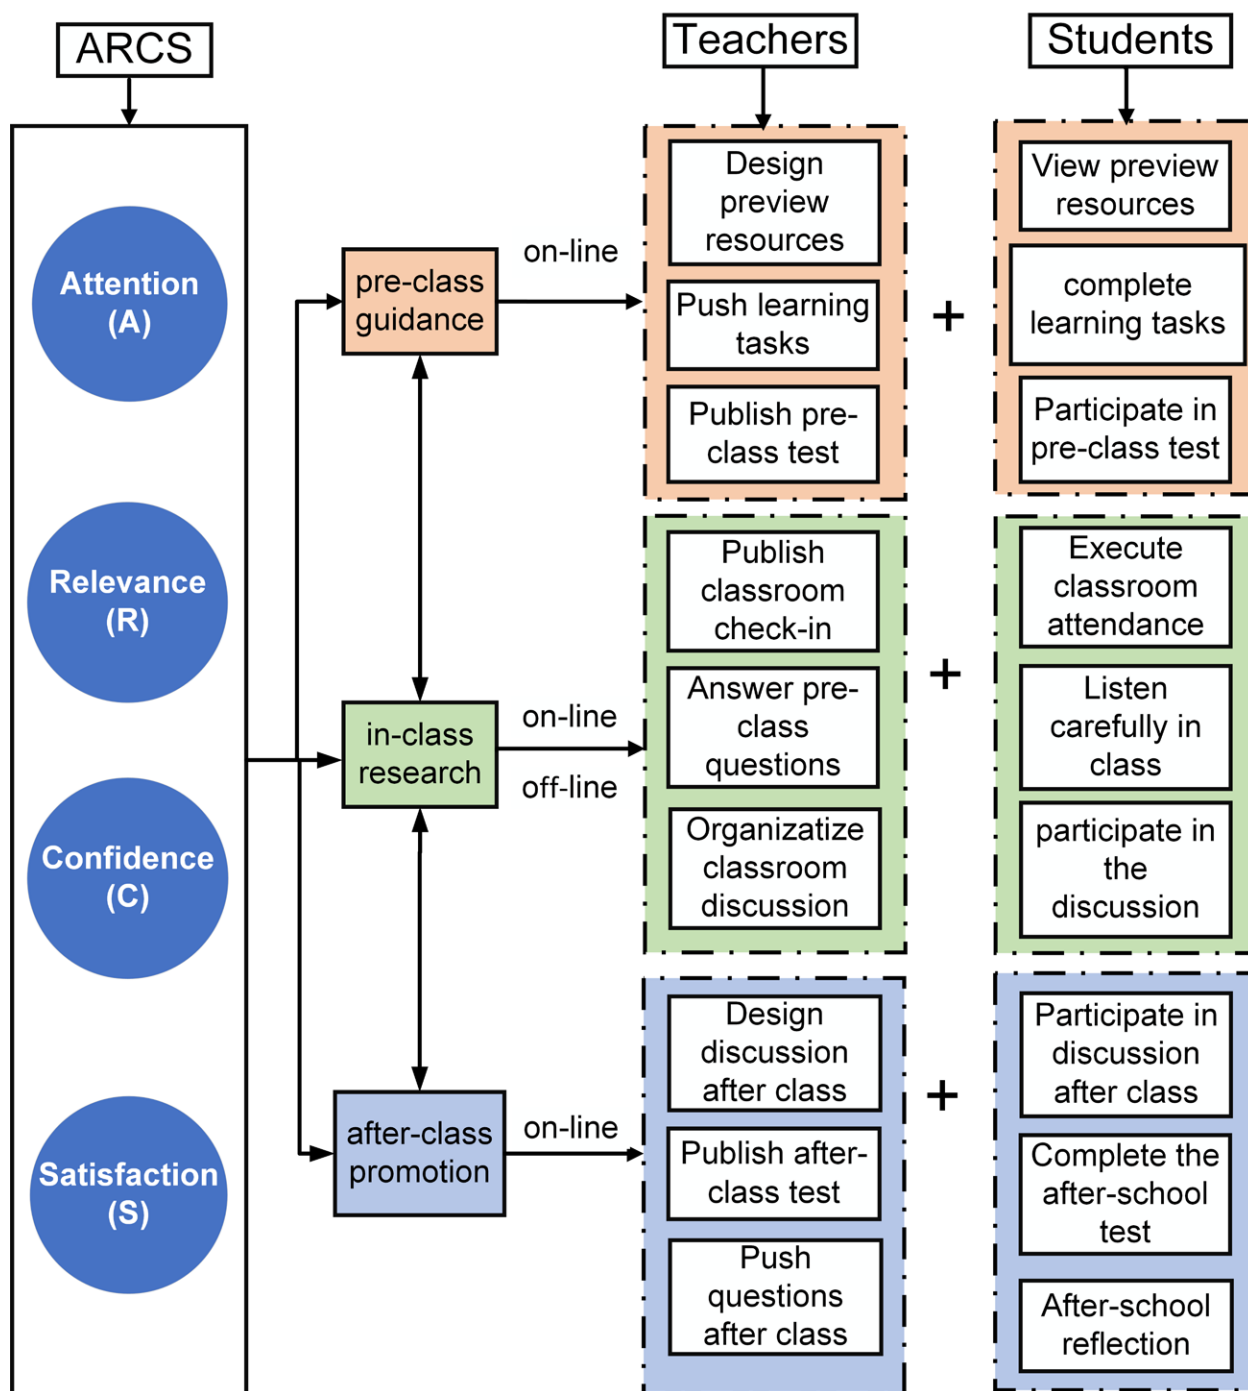 ARCS
Teachers
Students
Attention
(A)
Relevance
(R)
Confidence
(C)
Satisfaction
(S)
pre-class
guidance
on-line
Design
preview
resources
Push learning
tasks
Publish pre-
class test
+
View preview
resources
complete
learning tasks
Participate in
pre-class test
in-class
research
on-line
off-line
Publish
classroom
check-in
Answer pre-
class
questions
Organizatize
classroom
discussion
+
Execute
classroom
attendance
Listen
carefully in
class
participate in
the
discussion
after-class
promotion
on-line
Design
discussion
after class
Publish after-
class test
Push
questions
after class
+
Participate in
discussion
after class
Complete the
after-school
test
After-school
reflection